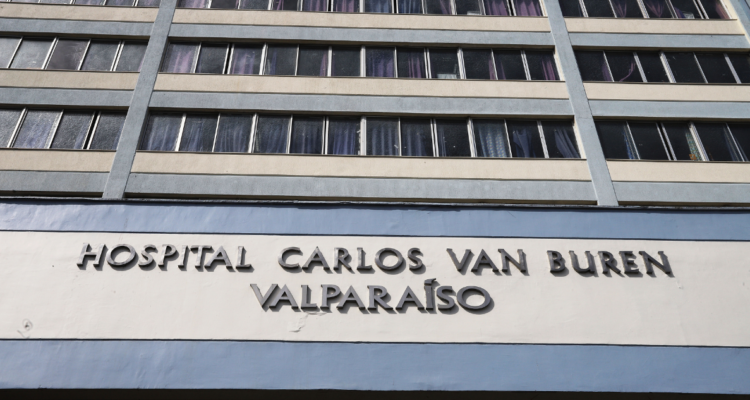 HOSPITAL CARLOS VAN BUREN
VALPARAÍSO